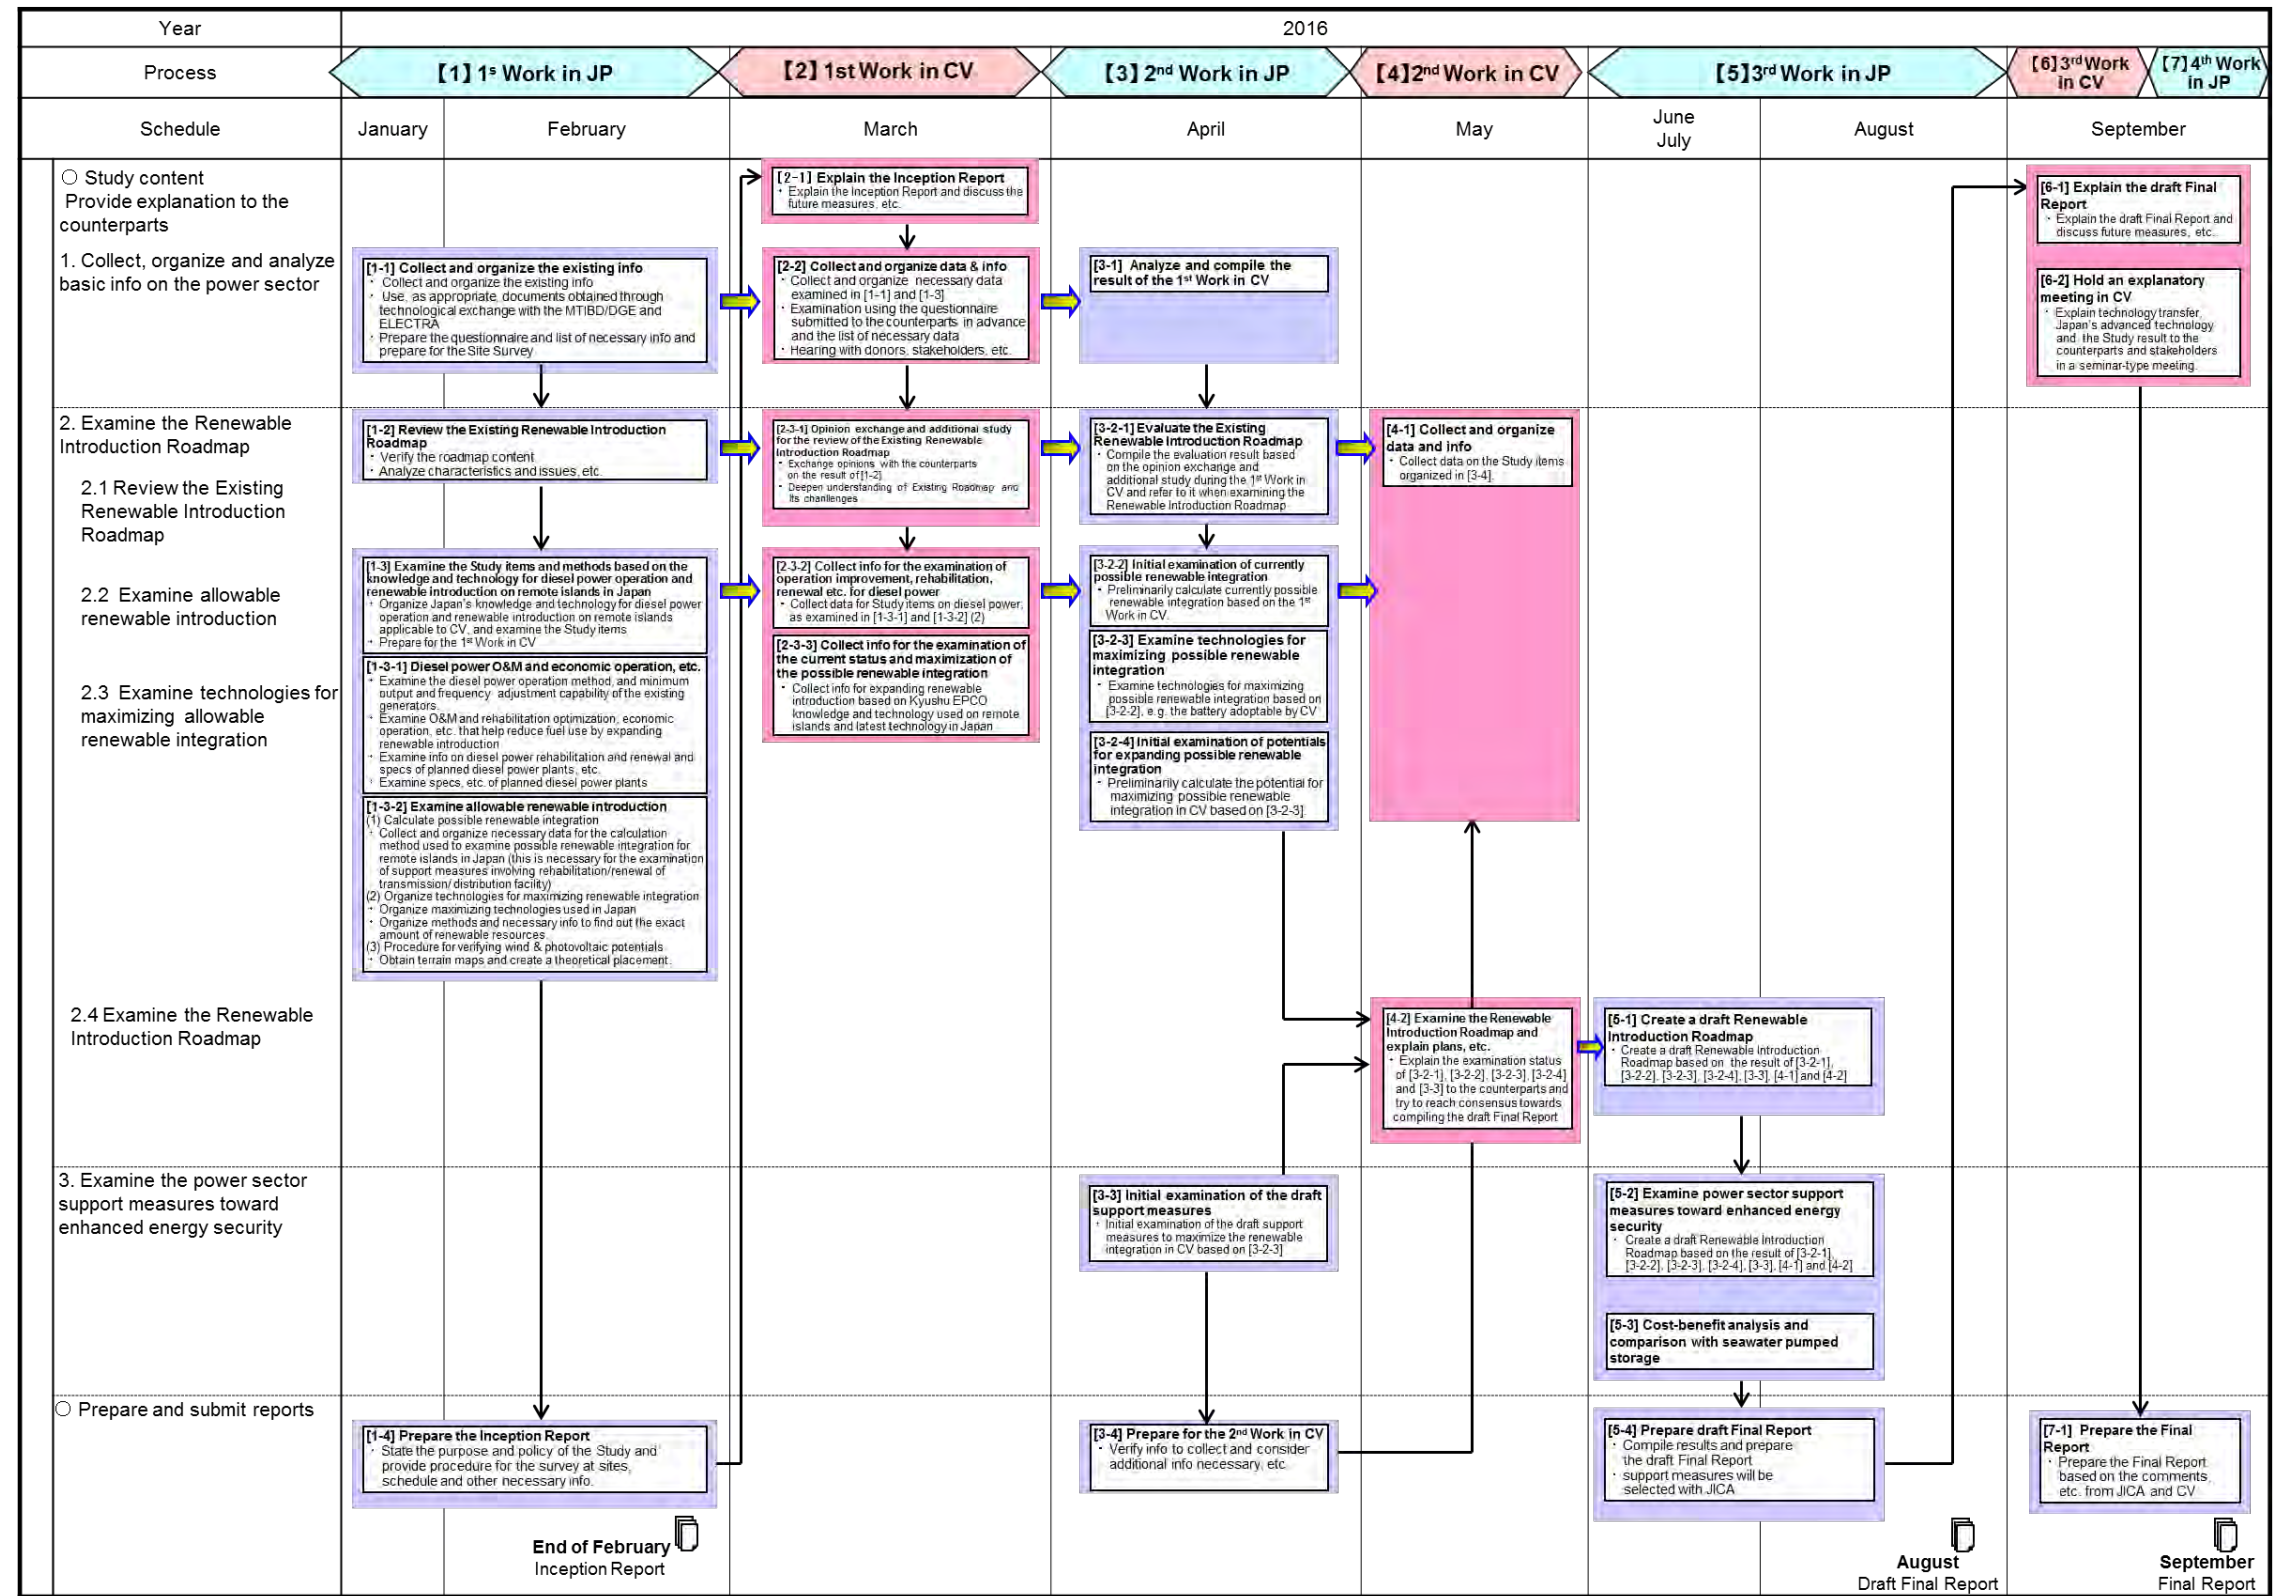 Year
2016
Process
【1】1s Work in JP
【2】1st Work in CV
【3】2nd Work in JP
【4】2nd Work in CV
【5】3rd Work in JP
【6】3rd Work
in CV
【7】4th Work
in JP
Schedule
January
February
March
April
May
June
July
August
September
○ Study content
Provide explanation to the
counterparts
1. Collect, organize and analyze
basic info on the power sector
2. Examine the Renewable
Introduction Roadmap
2.1 Review the Existing
Renewable Introduction
Roadmap
2.2 Examine allowable
renewable introduction
2.3 Examine technologies for
maximizing allowable
renewable integration
2.4 Examine the Renewable
Introduction Roadmap
3. Examine the power sector
support measures toward
enhanced energy security
○ Prepare and submit reports
[1-1] Collect and organize the existing info
・ Collect and organize the existing info
・ Use, as appropriate, documents obtained through
technological exchange with the MTIBD/DGE and
ELECTRA
・ Prepare the questionnaire and list of necessary info and
prepare for the Site Survey
[1-2] Review the Existing Renewable Introduction
Roadmap
・ Verify the roadmap content
・ Analyze characteristics and issues, etc.
[1-3] Examine the Study items and methods based on the
knowledge and technology for diesel power operation and
renewable introduction on remote islands in Japan
・ Organize Japan's knowledge and technology for diesel power
operation and renewable introduction on remote islands
applicable to CV, and examine the Study items
・ Prepare for the 1st Work in CV
[1-3-1] Diesel power O&M and economic operation, etc.
・ Examine the diesel power operation method, and minimum
output and frequency adjustment capability of the existing
generators.
・ Examine O&M and rehabilitation optimization, economic
operation, etc. that help reduce fuel use by expanding
renewable introduction
・ Examine info on diesel power rehabilitation and renewal and
specs of planned diesel power plants, etc.
・ Examine specs, etc. of planned diesel power plants
[1-3-2] Examine allowable renewable introduction
(1) Calculate possible renewable integration
・ Collect and organize necessary data for the calculation
method used to examine possible renewable integration for
remote islands in Japan (this is necessary for the examination
of support measures involving rehabilitation/renewal of
transmission/ distribution facility)
(2) Organize technologies for maximizing renewable integration
・ Organize maximizing technologies used in Japan
・ Organize methods and necessary info to find out the exact
amount of renewable resources.
(3) Procedure for verifying wind & photovoltaic potentials
・ Obtain terrain maps and create a theoretical placement.
[1-4] Prepare the Inception Report
・ State the purpose and policy of the Study and
provide procedure for the survey at sites,
schedule and other necessary info.
End of February
Inception Report
[2-1] Explain the Inception Report
・ Explain the Inception Report and discuss the
future measures, etc.
[2-2] Collect and organize data & info
・ Collect and organize necessary data
examined in [1-1] and [1-3]
・ Examination using the questionnaire
submitted to the counterparts in advance
and the list of necessary data
・ Hearing with donors, stakeholders, etc.
[2-3-1] Opinion exchange and additional study
for the review of the Existing Renewable
Introduction Roadmap
・ Exchange opinions with the counterparts
on the result of [1-2]
・ Deepen understanding of Existing Roadmap and
its challenges
[2-3-2] Collect info for the examination of
operation improvement, rehabilitation,
renewal etc. for diesel power
・ Collect data for Study items on diesel power,
as examined in [1-3-1] and [1-3-2] (2)
[2-3-3] Collect info for the examination of
the current status and maximization of
the possible renewable integration
・ Collect info for expanding renewable
introduction based on Kyushu EPCO
knowledge and technology used on remote
islands and latest technology in Japan
[3-1] Analyze and compile the
result of the 1st Work in CV
[3-2-1] Evaluate the Existing
Renewable Introduction Roadmap
・ Compile the evaluation result based
on the opinion exchange and
additional study during the 1st Work in
CV and refer to it when examining the
Renewable Introduction Roadmap
[3-2-2] Initial examination of currently
possible renewable integration
・ Preliminarily calculate currently possible
renewable integration based on the 1st
Work in CV.
[3-2-3] Examine technologies for
maximizing possible renewable
integration
・ Examine technologies for maximizing
possible renewable integration based on
[3-2-2], e.g. the battery adoptable by CV
[3-2-4] Initial examination of potentials
for expanding possible renewable
integration
・ Preliminarily calculate the potential for
maximizing possible renewable
integration in CV based on [3-2-3].
[3-3] Initial examination of the draft
support measures
・ Initial examination of the draft support
measures to maximize the renewable
integration in CV based on [3-2-3]
[3-4] Prepare for the 2nd Work in CV
・ Verify info to collect and consider
additional info necessary, etc.
[4-1] Collect and organize
data and info
・ Collect data on the Study items
organized in [3-4].
[4-2] Examine the Renewable
Introduction Roadmap and
explain plans, etc.
・ Explain the examination status
of [3-2-1], [3-2-2], [3-2-3], [3-2-4]
and [3-3] to the counterparts and
try to reach consensus towards
compiling the draft Final Report
[5-1] Create a draft Renewable
Introduction Roadmap
・ Create a draft Renewable Introduction
Roadmap based on the result of [3-2-1],
[3-2-2], [3-2-3], [3-2-4], [3-3], [4-1] and [4-2]
[5-2] Examine power sector support
measures toward enhanced energy
security
・ Create a draft Renewable Introduction
Roadmap based on the result of [3-2-1],
[3-2-2], [3-2-3], [3-2-4], [3-3], [4-1] and [4-2]
[5-3] Cost-benefit analysis and
comparison with seawater pumped
storage
[5-4] Prepare draft Final Report
・ Compile results and prepare
the draft Final Report
・ support measures will be
selected with JICA
August
Draft Final Report
[6-1] Explain the draft Final
Report
・ Explain the draft Final Report and
discuss future measures, etc.
[6-2] Hold an explanatory
meeting in CV
・ Explain technology transfer,
Japan's advanced technology
and the Study result to the
counterparts and stakeholders
in a seminar-type meeting.
[7-1] Prepare the Final
Report
・ Prepare the Final Report
based on the comments,
etc. from JICA and CV
September
Final Report